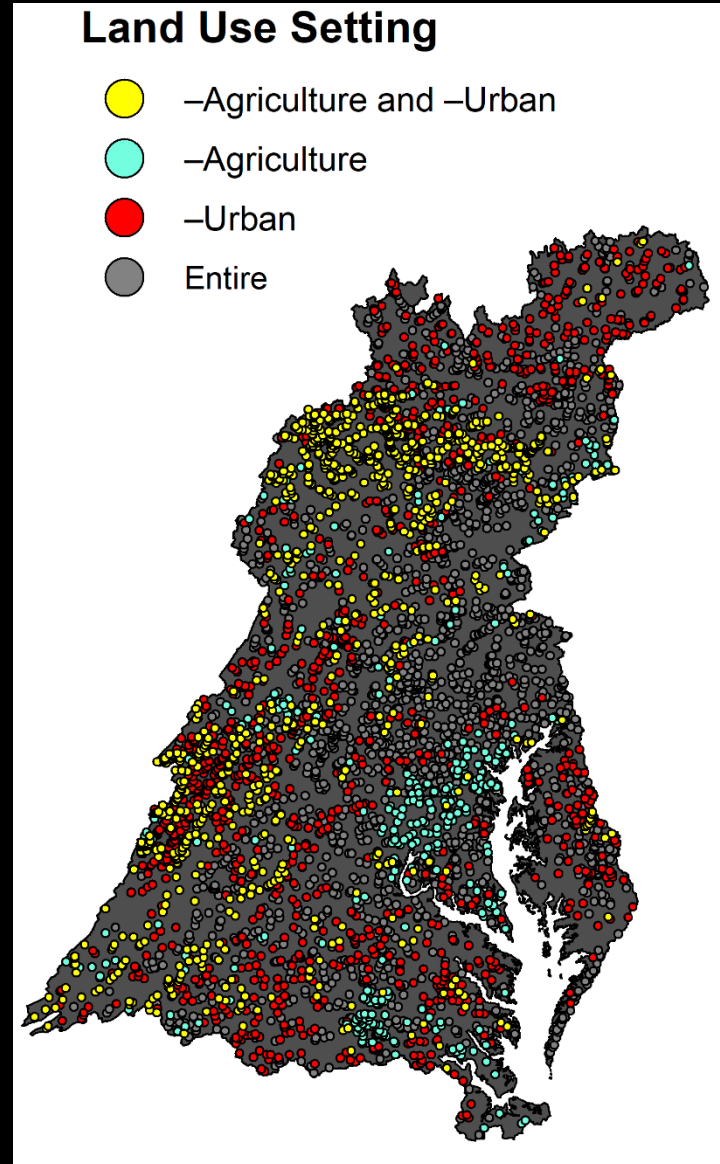 Land Use Setting
–Agriculture and –Urban
–Agriculture
–Urban
Entire